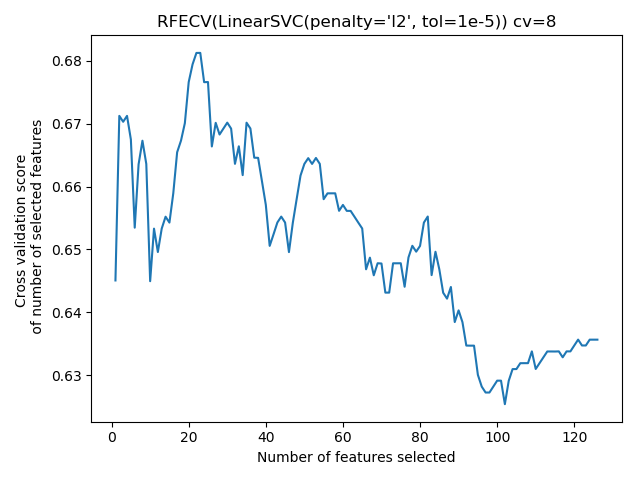 RFECV(LinearSVC(penalty='l2', tol=1e-5)) cv=8
0.68
0.67
0.66
0.65
0.64
0.63
Cross validation score
of number of selected features
0 20 40 60 80 100 120
Number of features selected